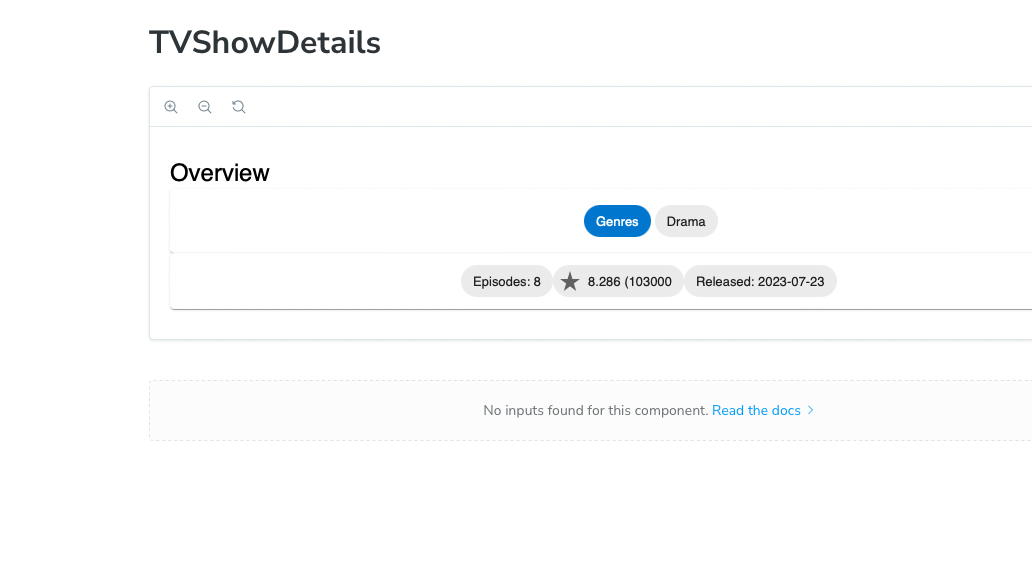 TVShowDetails
Overview
Genres Drama
Episodes: 8 8.286 (103000 Released: 2023-07-23
No inputs found for this component. Read the docs